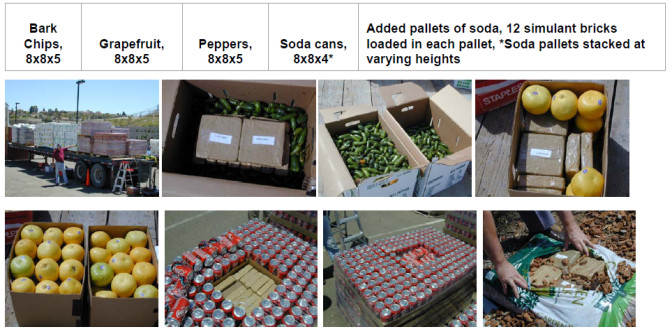 Bark
Chips,
8x8x5
Grapefruit,
8x8x5
Peppers,
8x8x5
Soda cans,
8x8x4*
Added pallets of soda, 12 simulant bricks
loaded in each pallet, *Soda pallets stacked at
varying heights
STAPLES